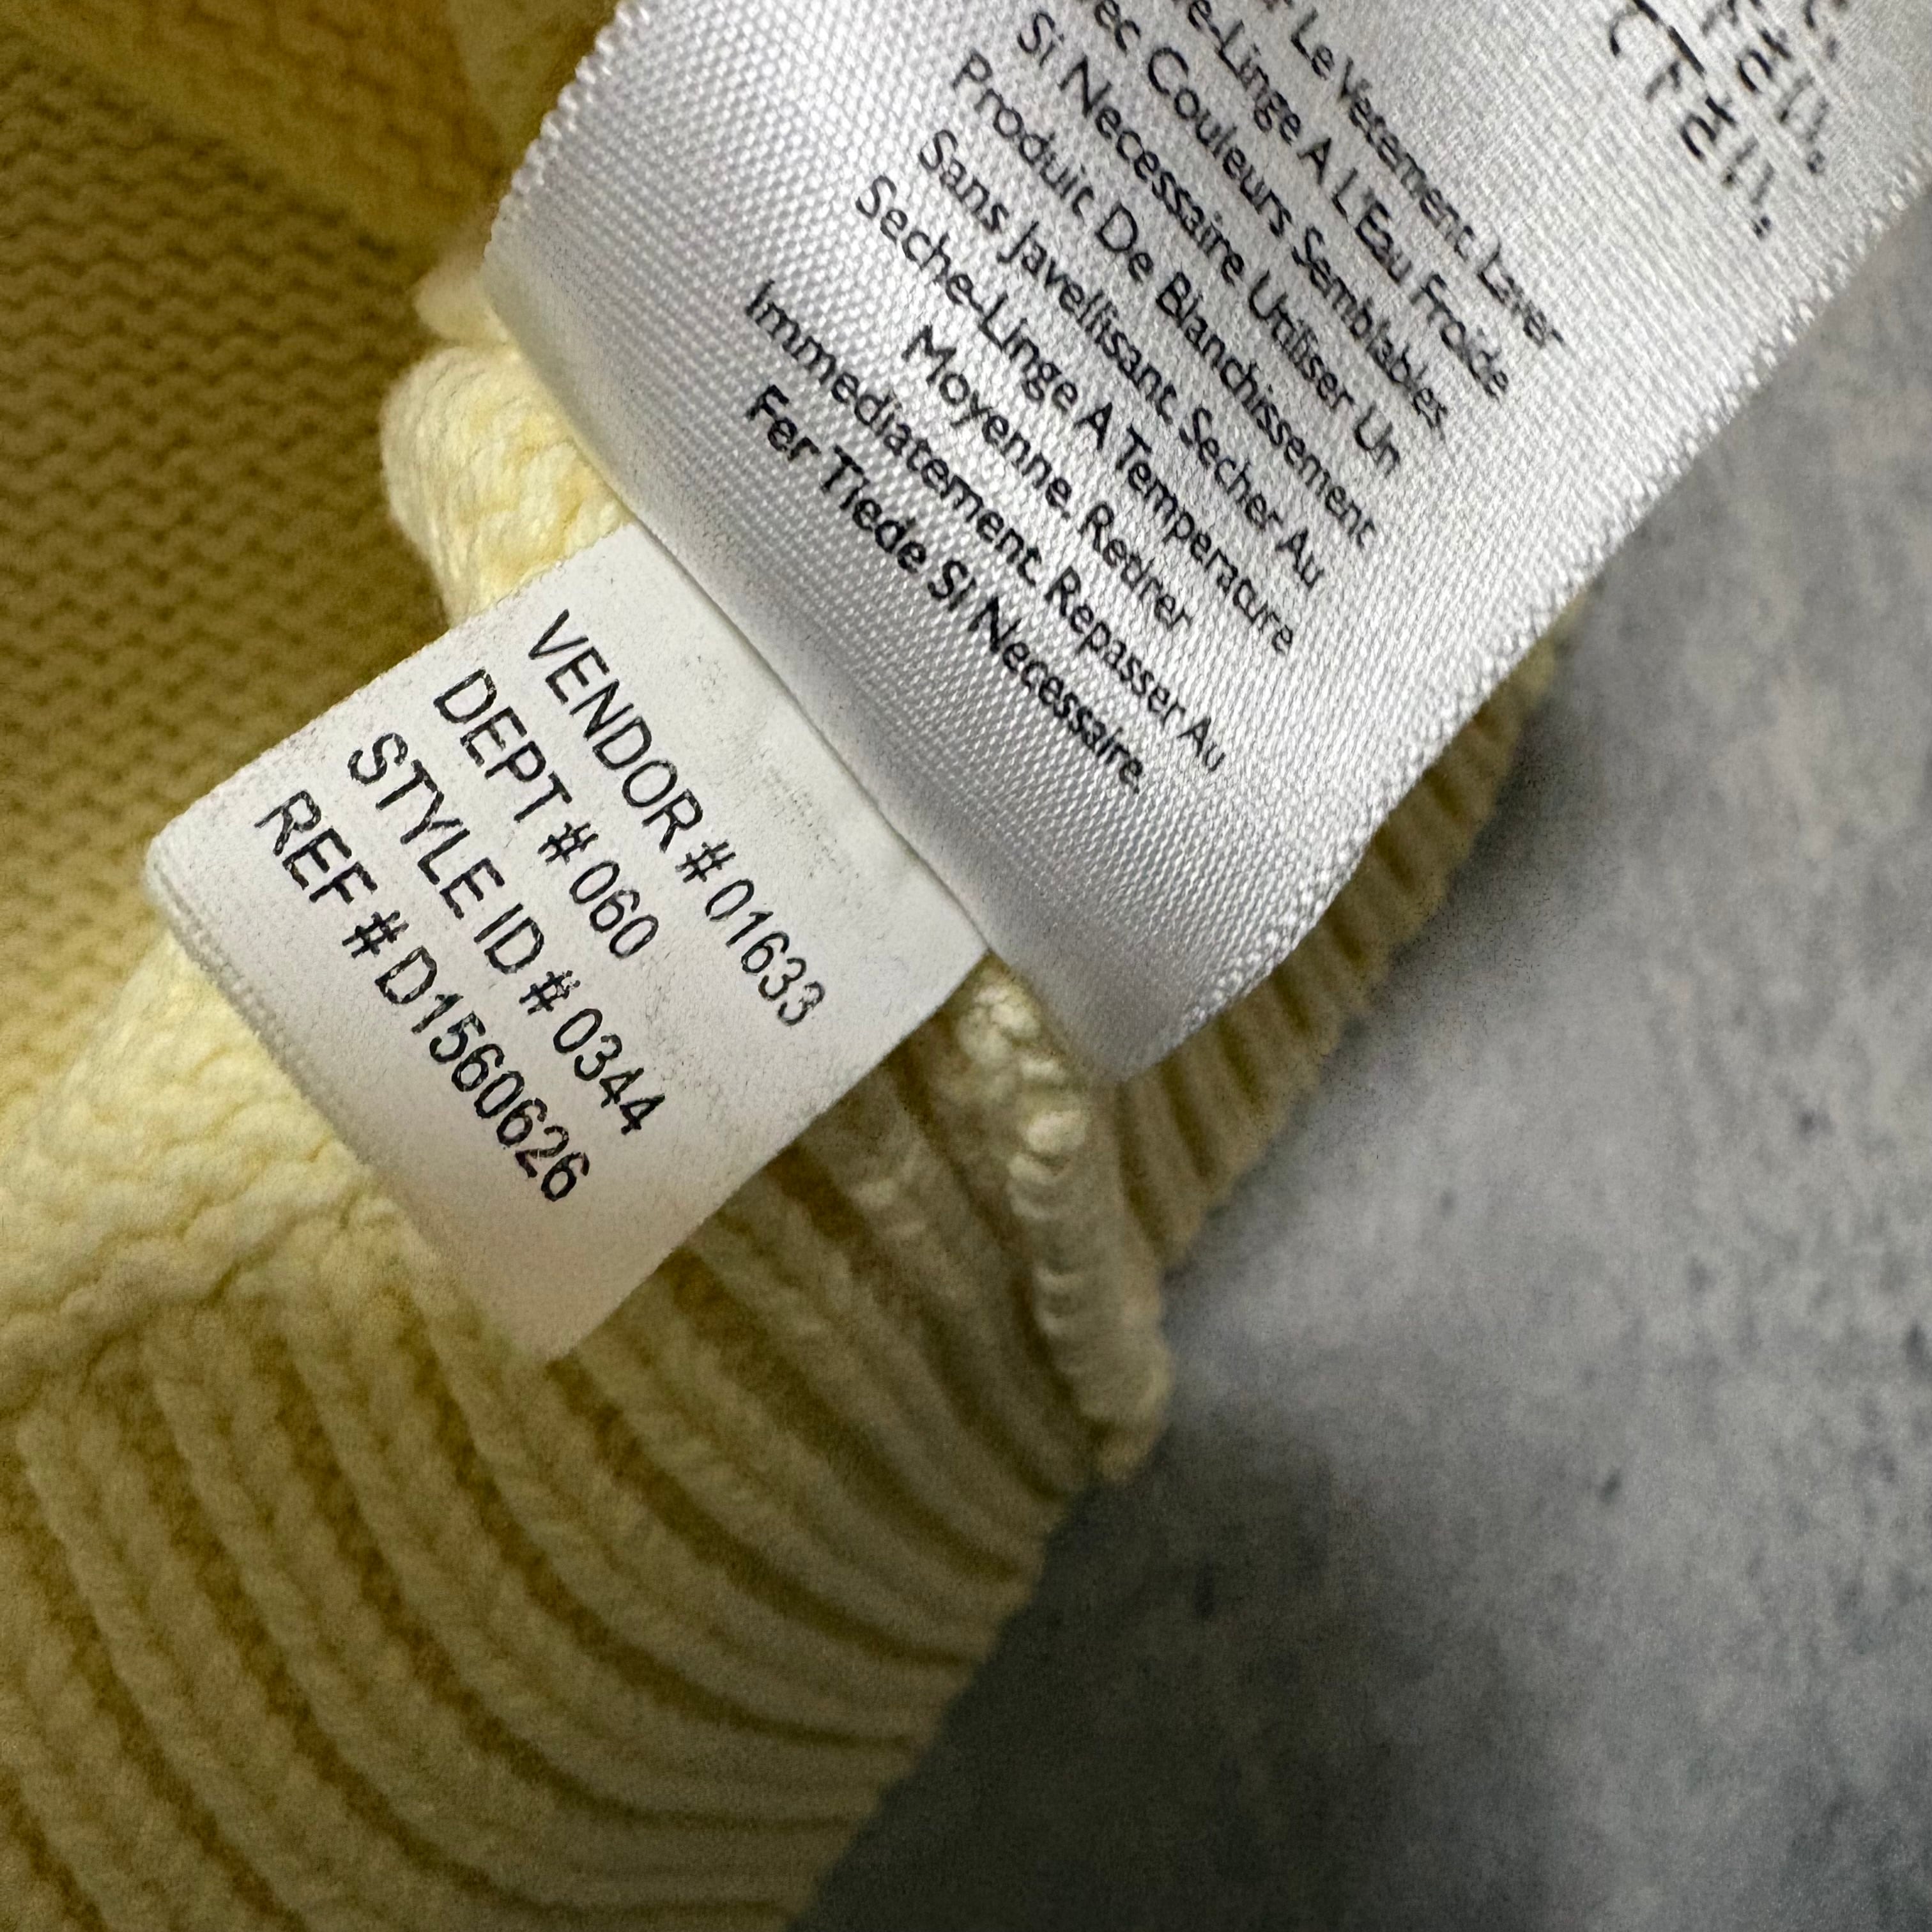 Le Vetement. Laver
-Linge A L'Eau Froide
Couleurs Semblables.
Si Necessaire Utiliser Un
Produit De Blanchissement
Sans Javellisant. Secher Au
Seche-Linge A Temperature
Moyenne. Retirer
Immediatement. Repasser Au
Fer Tiede Si Necessaire.
VENDOR # 01633
DEPT # 060
STYLE ID # 0344
REF # D1560626